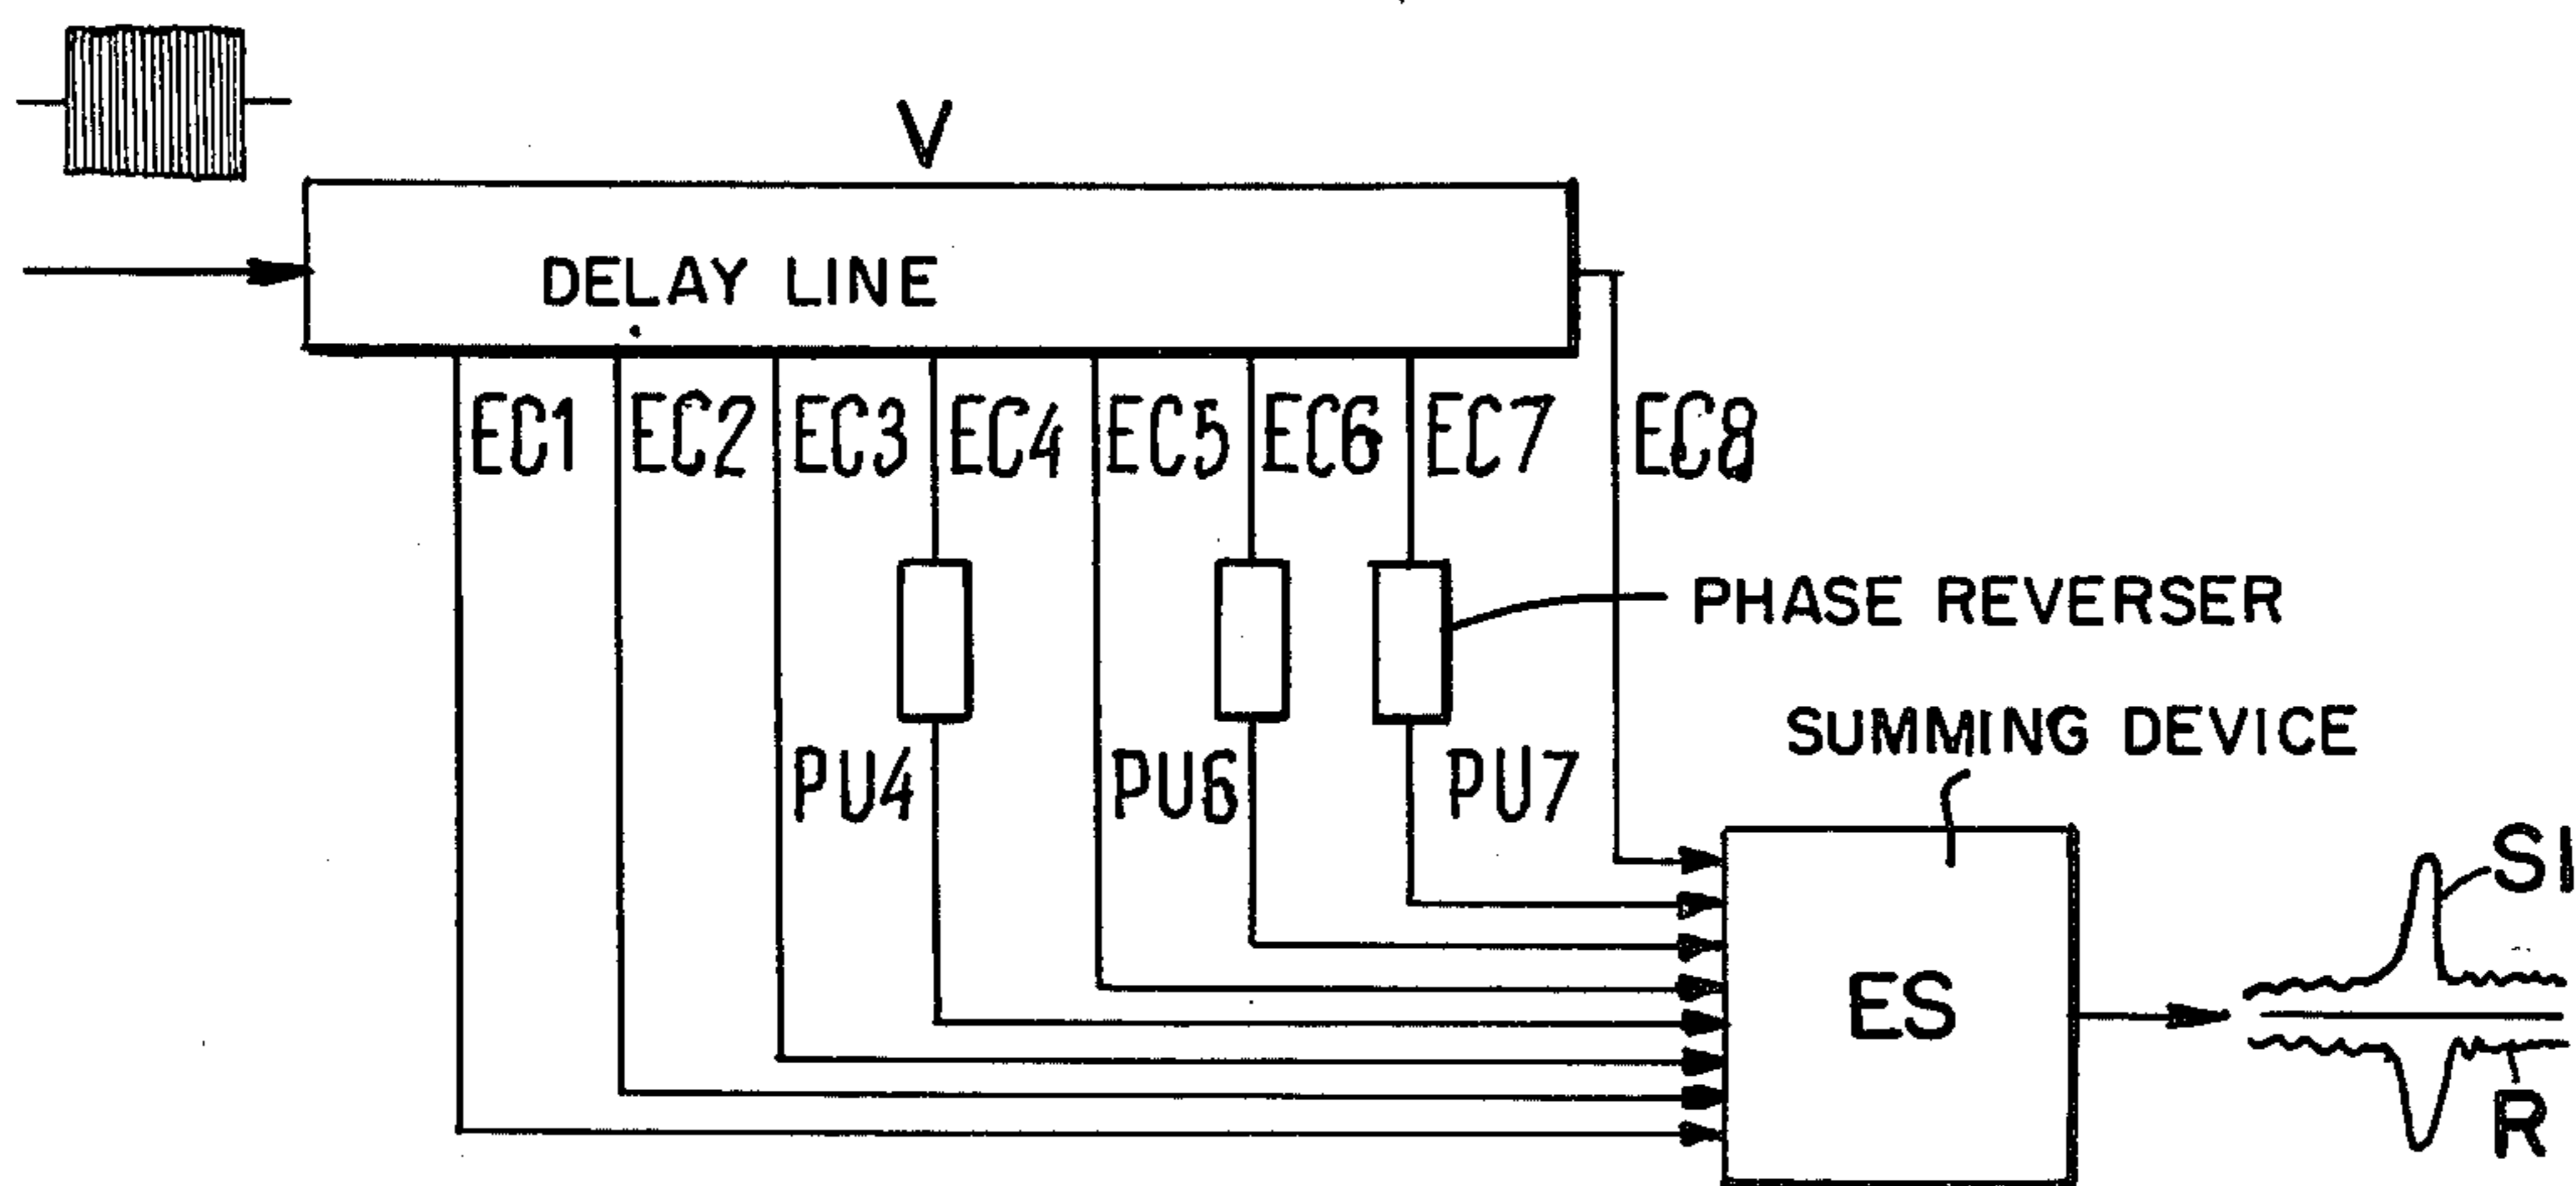 V
DELAY LINE
EC1 EC2 EC3 EC4 EC5 EC6 EC7 EC8
PHASE REVERSER
SUMMING DEVICE
PU4 PU6 PU7
SI
ES
R